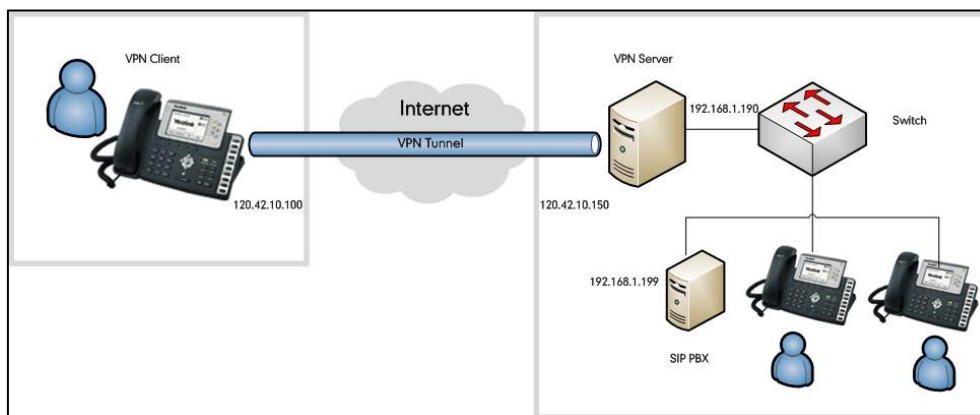 VPN Client
VPN Server
Internet
192.168.1.190
Switch
VPN Tunnel
120.42.10.100
120.42.10.150
192.168.1.199
SIP PBX